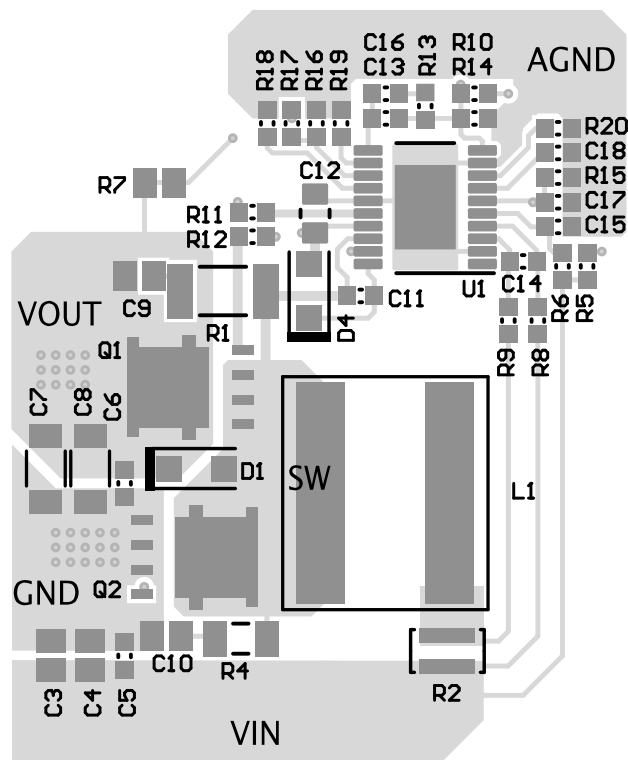 R18
R17
R16
R19
C16
C13
R13
R10
R14
AGND
R20
C18
R15
C17
C15
C12
R7
R11
R12
U1
C14
C11
R6
R5
C9
R1
D4
R9
R8
VOUT
Q1
C7
C8
C6
D1
SW
L1
Q2
GND
C10
R4
R2
C3
C4
C5
VIN